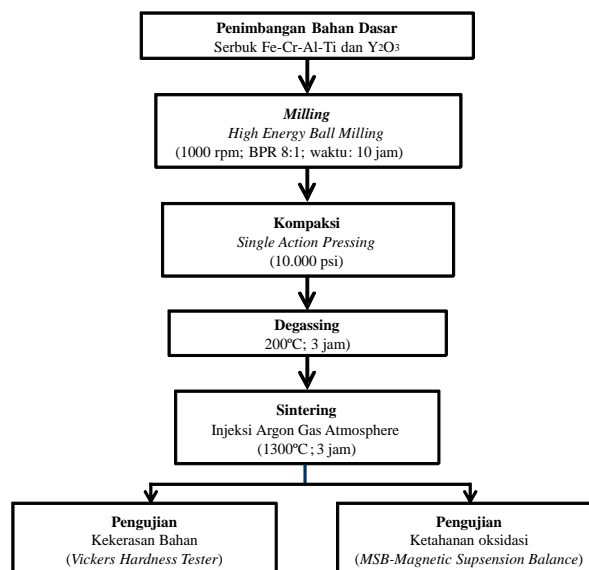 Penimbangan Bahan Dasar
Serbuk Fe-Cr-Al-Ti dan Y2O3
Milling
High Energy Ball Milling
(1000 rpm; BPR 8:1; waktu: 10 jam)
Kompaksi
Single Action Pressing
(10.000 psi)
Degassing
200ºC; 3 jam)
Sintering
Injeksi Argon Gas Atmosphere
(1300ºC; 3 jam)
Pengujian
Kekerasan Bahan
(Vickers Hardness Tester)
Pengujian
Ketahanan oksidasi
(MSB-Magnetic Supsension Balance)